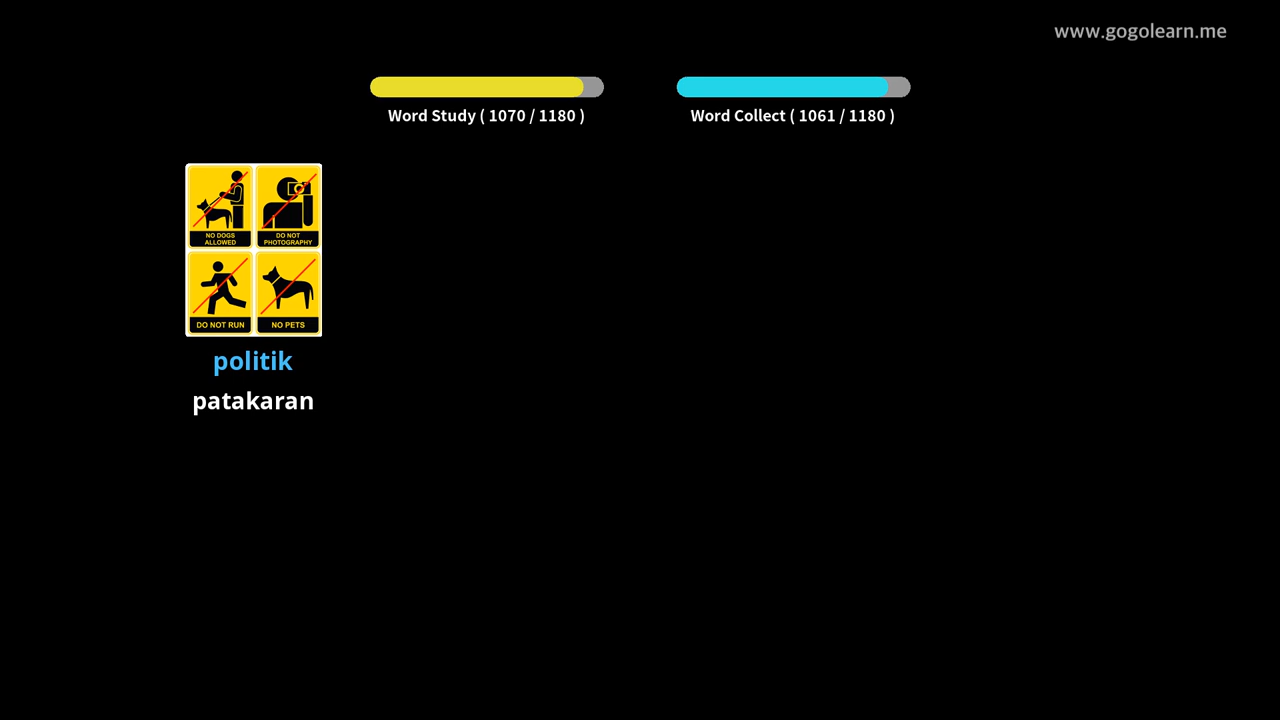 www.gogolearn.me
Word Study ( 1070 / 1180 )
Word Collect ( 1061 / 1180 )
NO DOGS
ALLOWED
DO NOT
PHOTOGRAPHY
DO NOT RUN
NO PETS
politik
patakaran